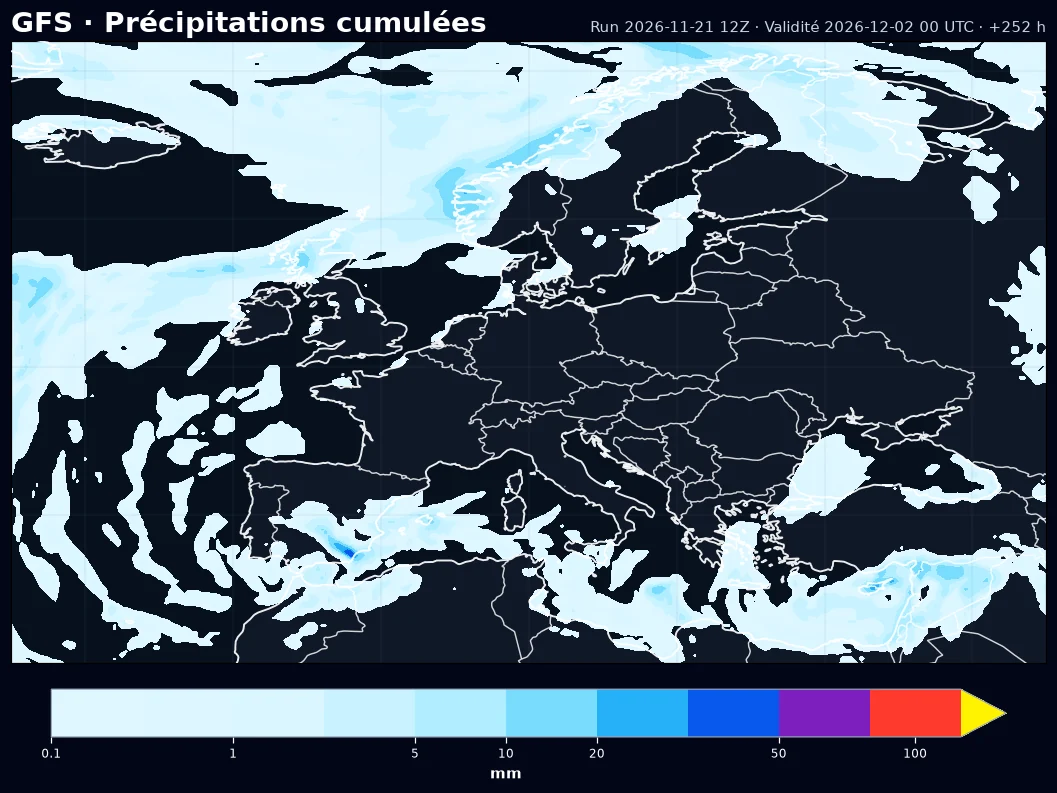 GFS · Précipitations cumulées
Run 2026-11-21 12Z · Validité 2026-12-02 00 UTC · +252 h
0.1 1 5 10 20 50 100
mm